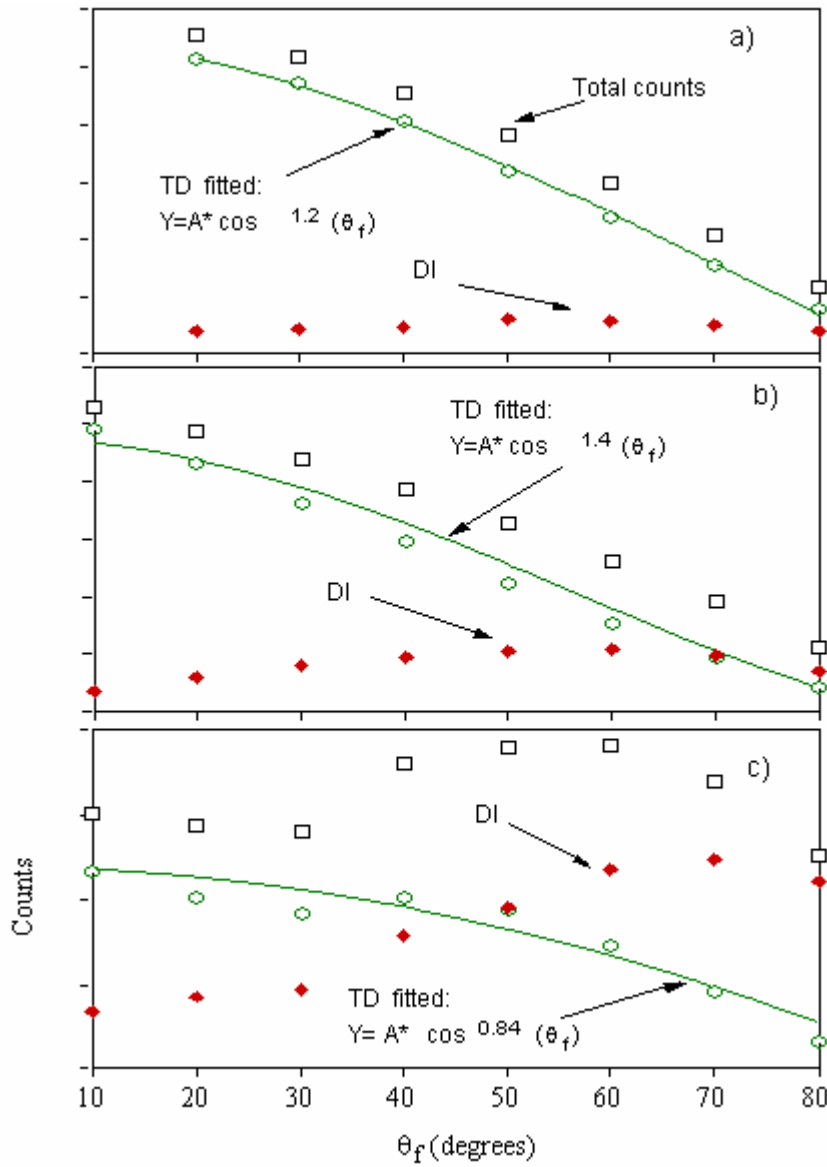 a)
Total counts
TD fitted:
Y=A* cos 1.2 (θf)
DI
b)
TD fitted:
Y=A* cos 1.4 (θf)
DI
c)
DI
Counts
TD fitted:
Y= A* cos 0.84 (θf)
10 20 30 40 50 60 70 80
θf (degrees)